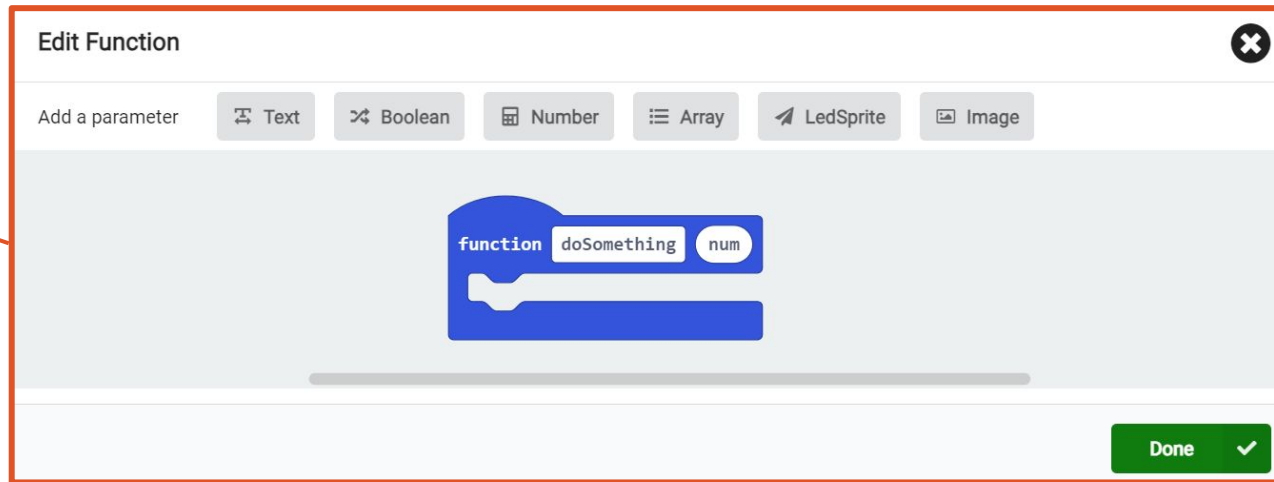 Edit Function
Add a parameter Text Boolean Number Array LedSprite Image
function doSomething num
Done